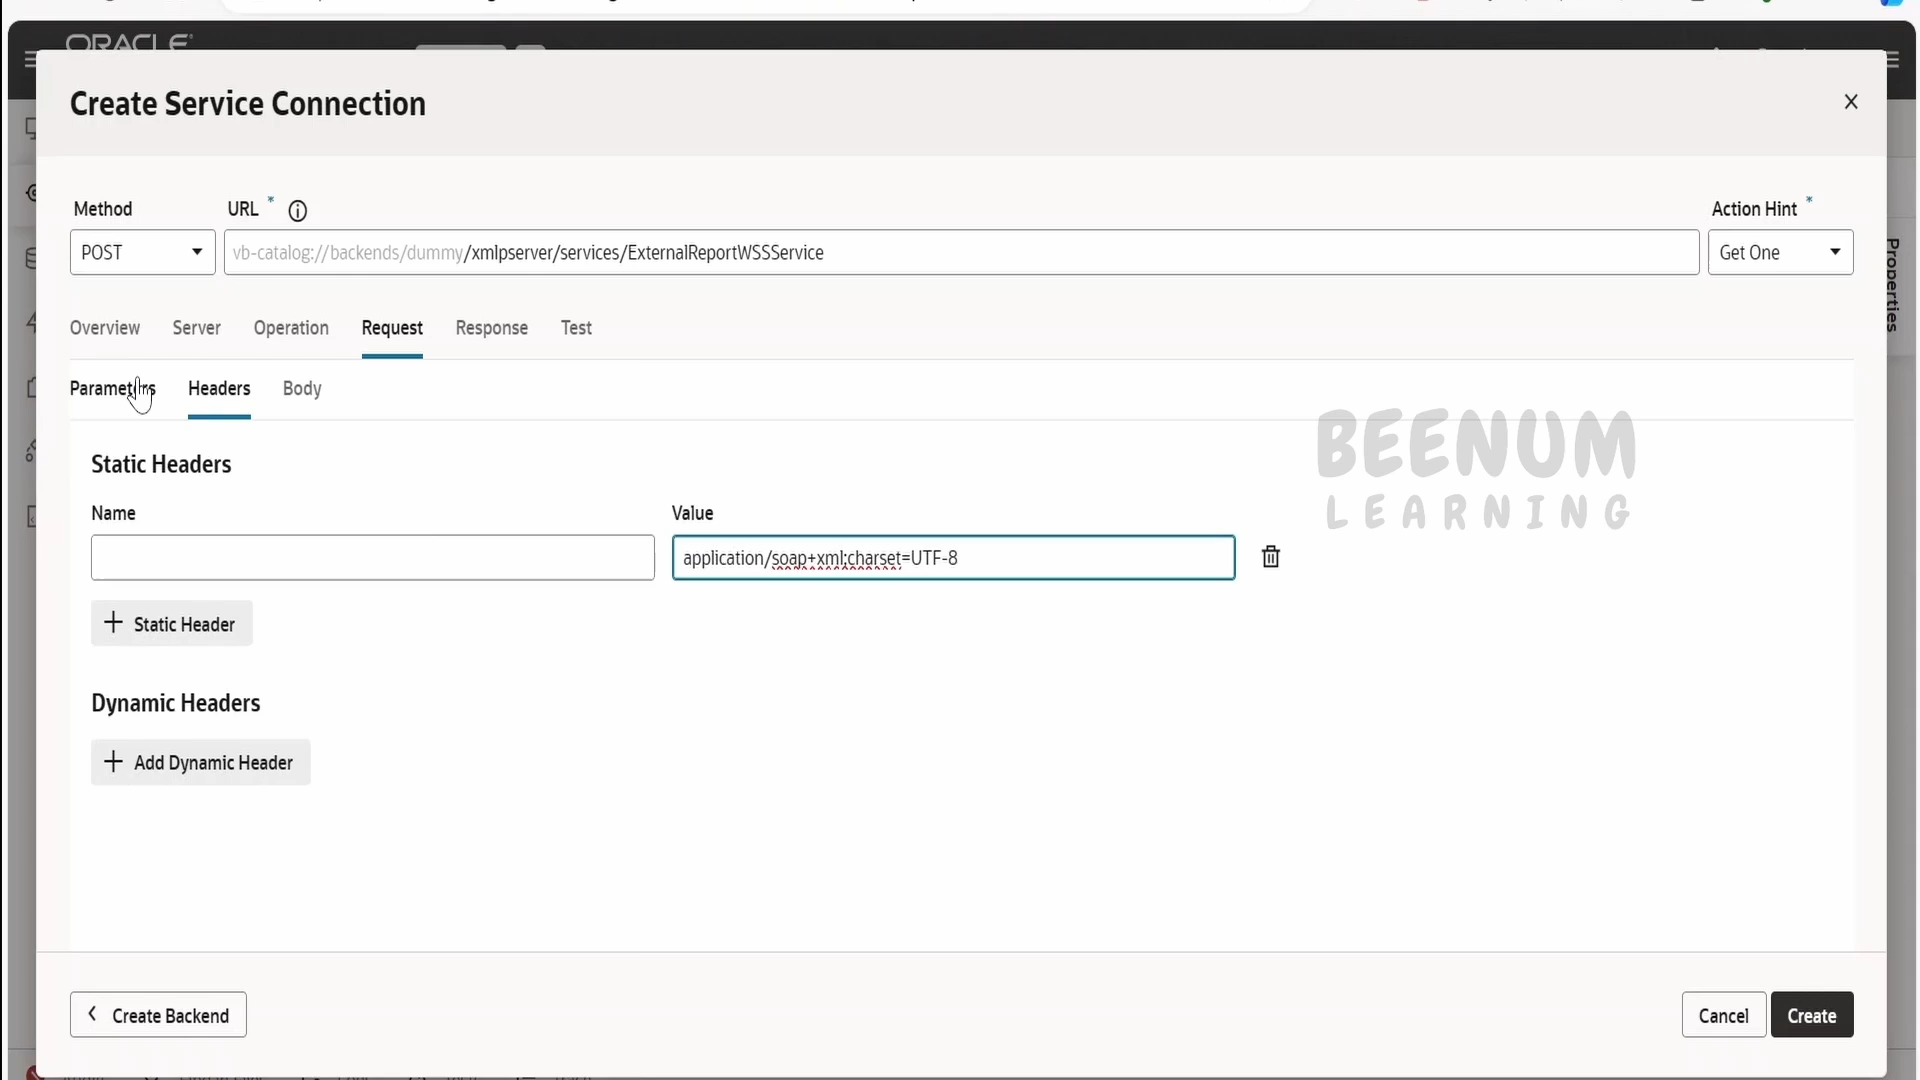 ORACLE
Create Service Connection
Method
URL *
Action Hint *
POST
vb-catalog://backends/dummy/xmlpserver/services/ExternalReportWSSService
Get One
Properties
Overview
Server
Operation
Request
Response
Test
Parameters
Headers
Body
BEENUM
LEARNING
Static Headers
Name
Value
application/soap+xml;charset=UTF-8
+ Static Header
Dynamic Headers
+ Add Dynamic Header
Create Backend
Cancel
Create